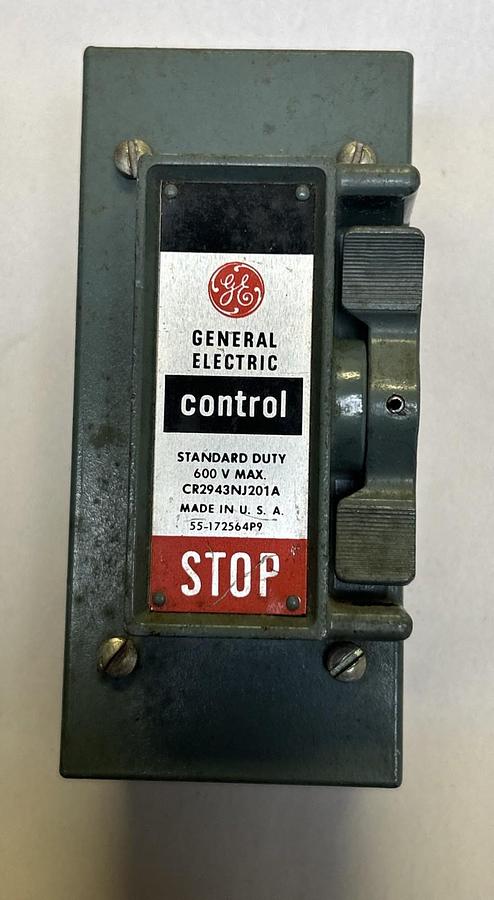 GE
GENERAL
ELECTRIC
control
STANDARD DUTY
600 V MAX.
CR2943NJ201A
MADE IN U. S. A.
55-172564P9
STOP